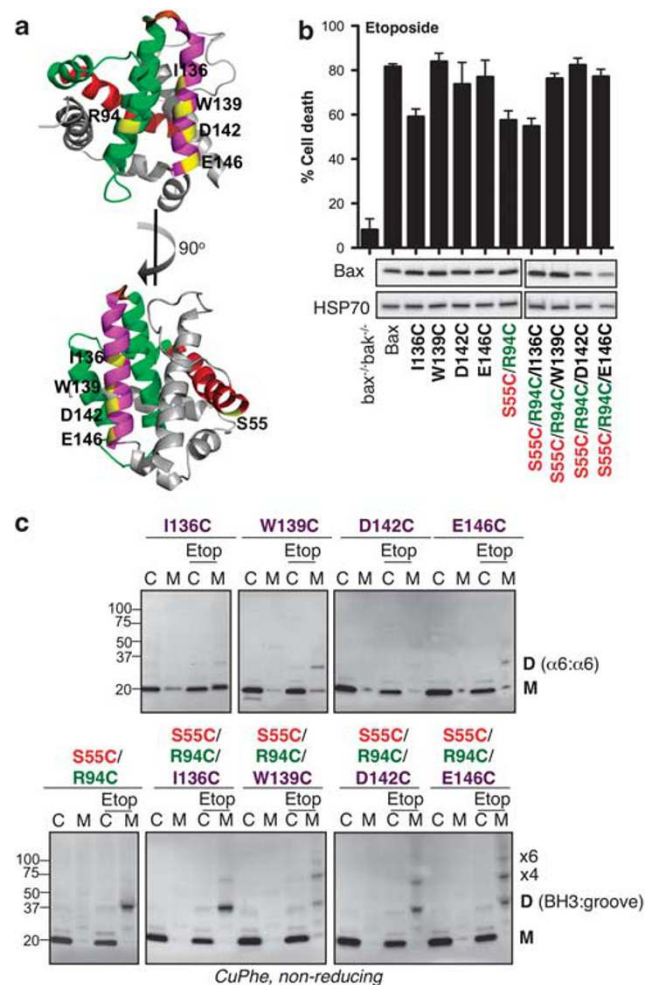 a
I136
W139
R94
D142
E146
90º
I136
W139
D142
E146
S55
b
Etoposide
% Cell death
100
80
60
40
20
0
Bax
HSP70
bax-/-bak-/-
Bax
I136C
W139C
D142C
E146C
S55C/R94C
S55C/R94C/I136C
S55C/R94C/W139C
S55C/R94C/D142C
S55C/R94C/E146C
c
I136C W139C D142C E146C
Etop Etop Etop Etop
C M C M C M C M C M C M C M C M
100
75
50
37
20
D (α6:α6)
M
S55C/ S55C/ S55C/ S55C/ S55C/
R94C R94C/ R94C/ R94C/ R94C/
I136C W139C D142C E146C
Etop Etop Etop Etop Etop
C M C M C M C M C M C M C M C M C M C M
100
75
50
37
20
x6
x4
D (BH3:groove)
M
CuPhe, non-reducing